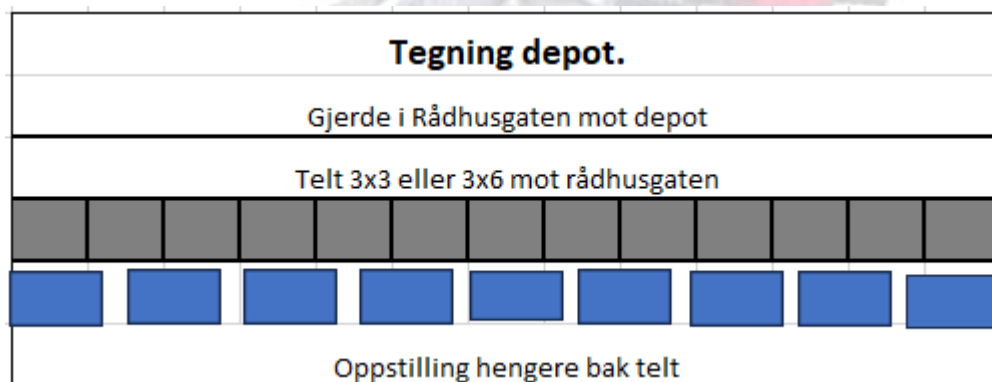 Tegning depot.
Gjerde i Rådhusgaten mot depot
Telt 3x3 eller 3x6 mot rådhusgaten
Oppstilling hengere bak telt